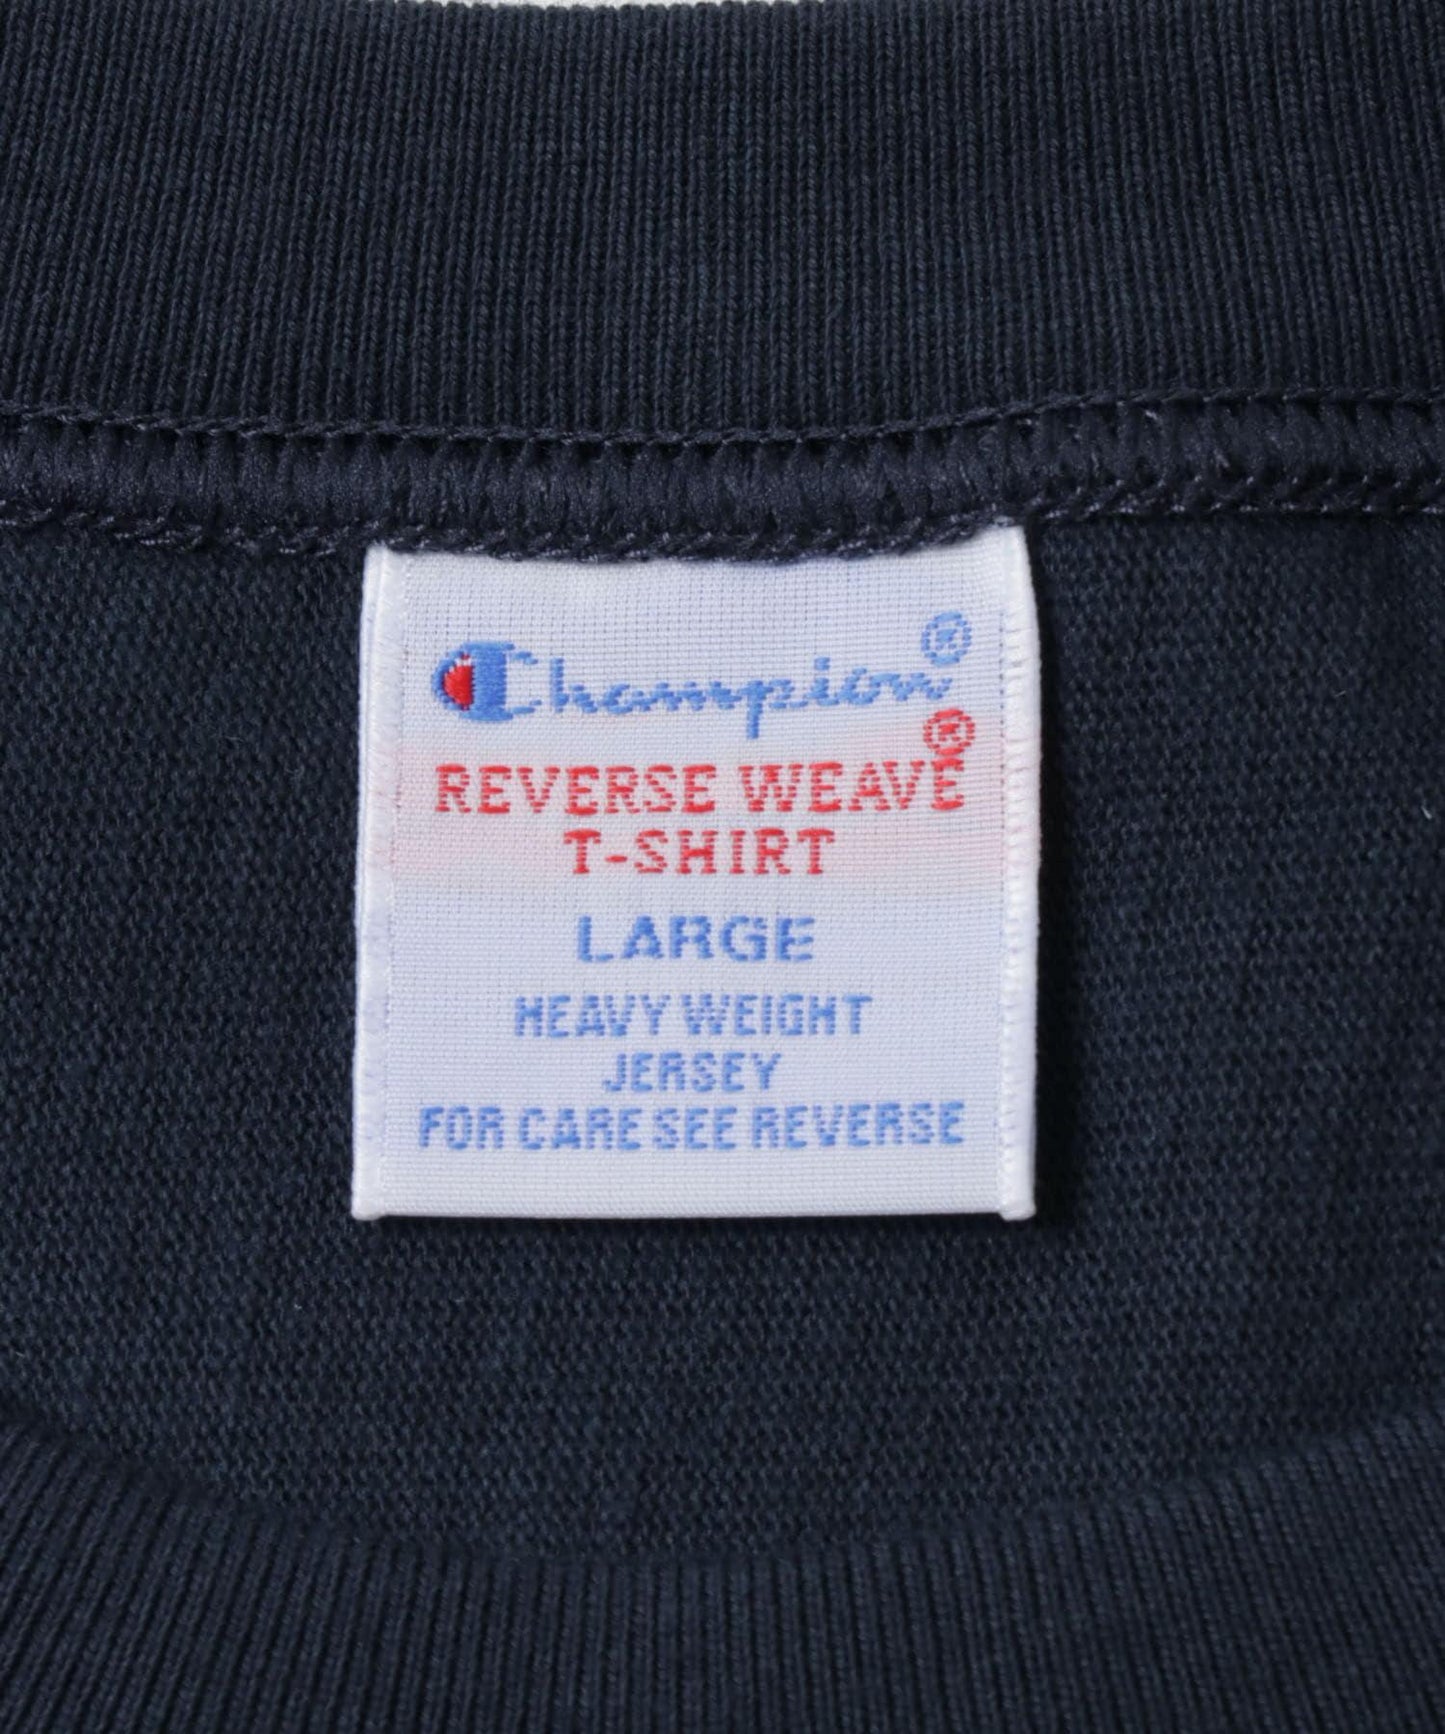 Champion®
REVERSE WEAVE®
T-SHIRT
LARGE
HEAVY WEIGHT
JERSEY
FOR CARE SEE REVERSE